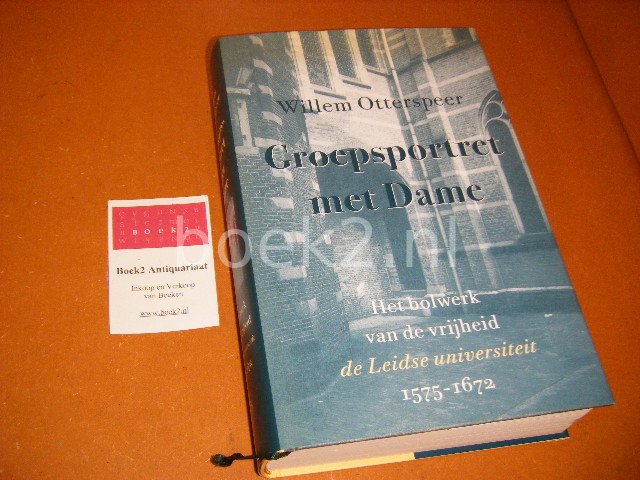 Willem Otterspeer
Groepsportret
met Dame
Het bolwerk
van de vrijheid
de Leidse universiteit
1575-1672
boek2.nl
Boek
Boek2 Antiquariaat
Inkoop en Verkoop
van Boeken
www.boek2.nl